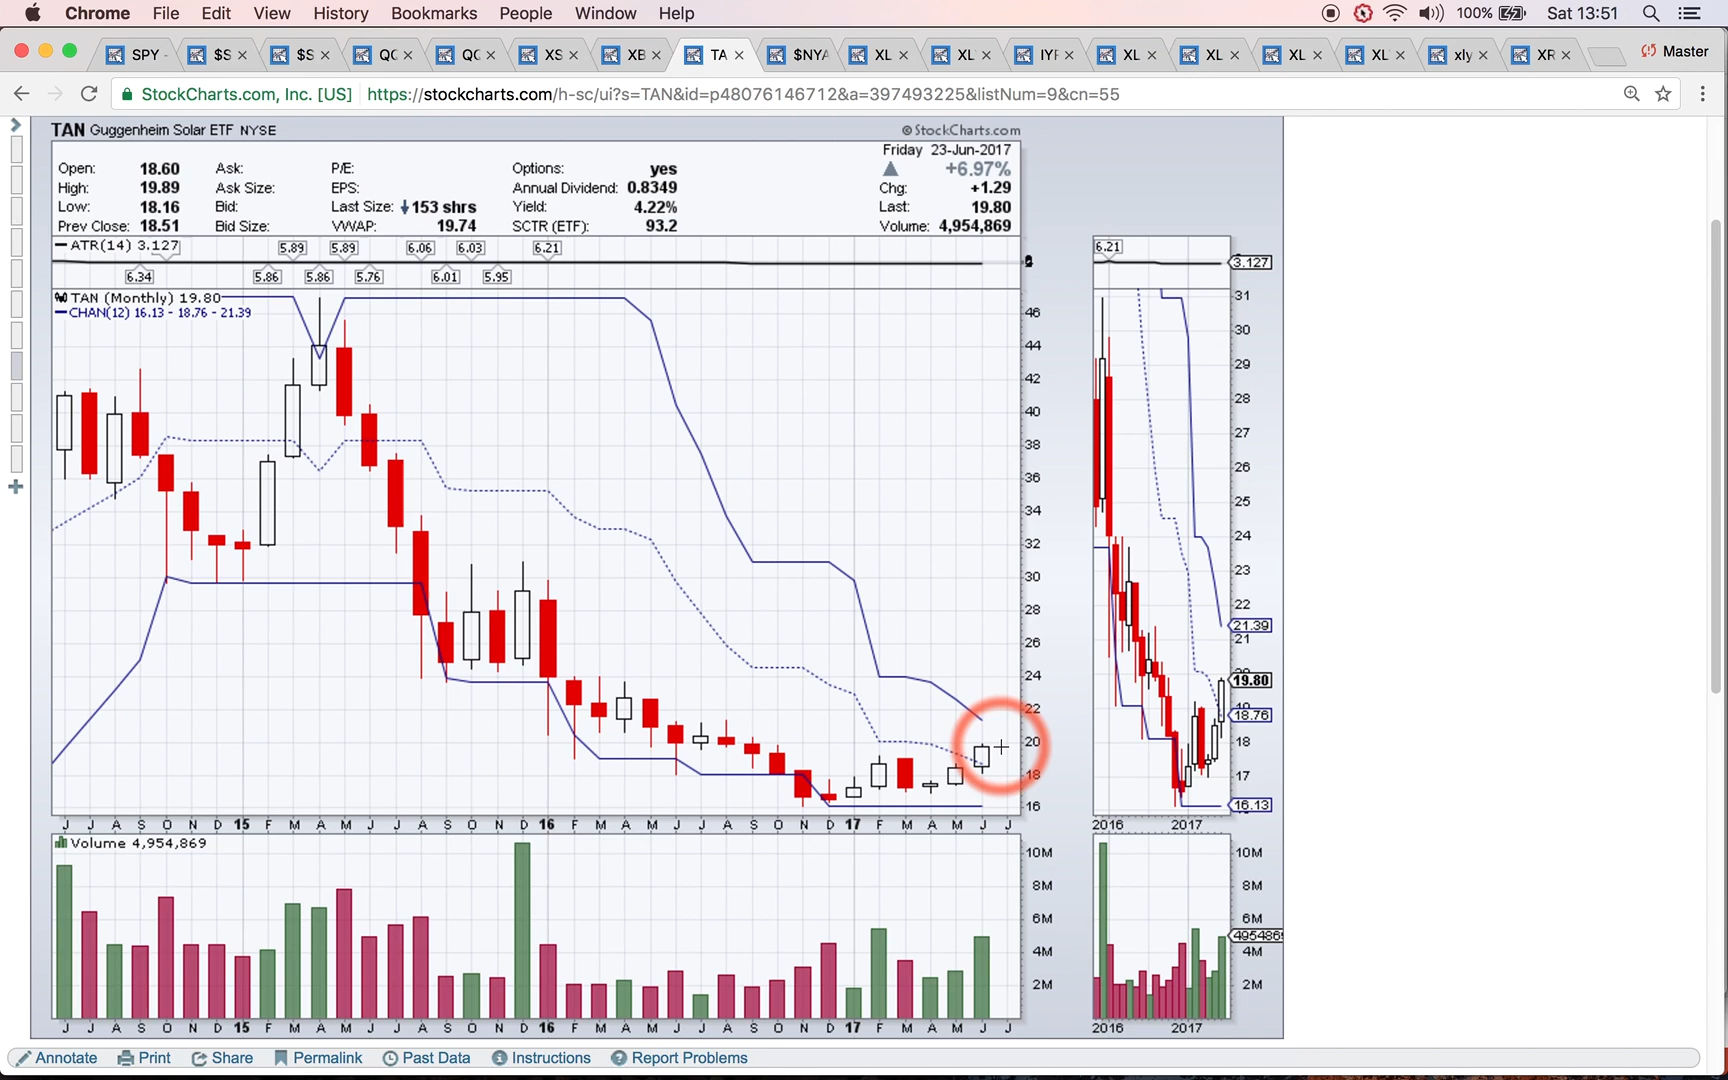 Chrome File Edit View History Bookmarks People Window Help 100% Sat 13:51
SPY - $S $S QC QC XS XB TA $NYA XL XL IYF XL XL XL XL xly XR Master
StockCharts.com, Inc. [US] https://stockcharts.com/h-sc/ui?s=TAN&id=p48076146712&a=397493225&listNum=9&cn=55
TAN Guggenheim Solar ETF NYSE ©StockCharts.com
Friday 23-Jun-2017
Open: 18.60 Ask: P/E: Options: yes +6.97%
High: 19.89 Ask Size: EPS: Annual Dividend: 0.8349 Chg: +1.29
Low: 18.16 Bid: Last Size: 153 shrs Yield: 4.22% Last: 19.80
Prev Close: 18.51 Bid Size: VWAP: 19.74 SCTR (ETF): 93.2 Volume: 4,954,869
ATR(14) 3.127 5.89 5.89 6.06 6.03 6.21 6.21
3.127
6.34 5.86 5.86 5.76 6.01 5.95
TAN (Monthly) 19.80
CHAN(12) 16.13 - 18.76 - 21.39
46
44
42
40
38
36
34
32
30
28
26
24
22
20
18
16
31
30
29
28
27
26
25
24
23
22
21.39
21
20
19.80
19
18.76
18
17
16.13
J J A S O N D 15 F M A M J J A S O N D 16 F M A M J J A S O N D 17 F M A M J J 2016 2017
Volume 4,954,869
10M 10M
8M 8M
6M 6M
495486
4M 4M
2M 2M
J J A S O N D 15 F M A M J J A S O N D 16 F M A M J J A S O N D 17 F M A M J J 2016 2017
Annotate Print Share Permalink Past Data Instructions Report Problems